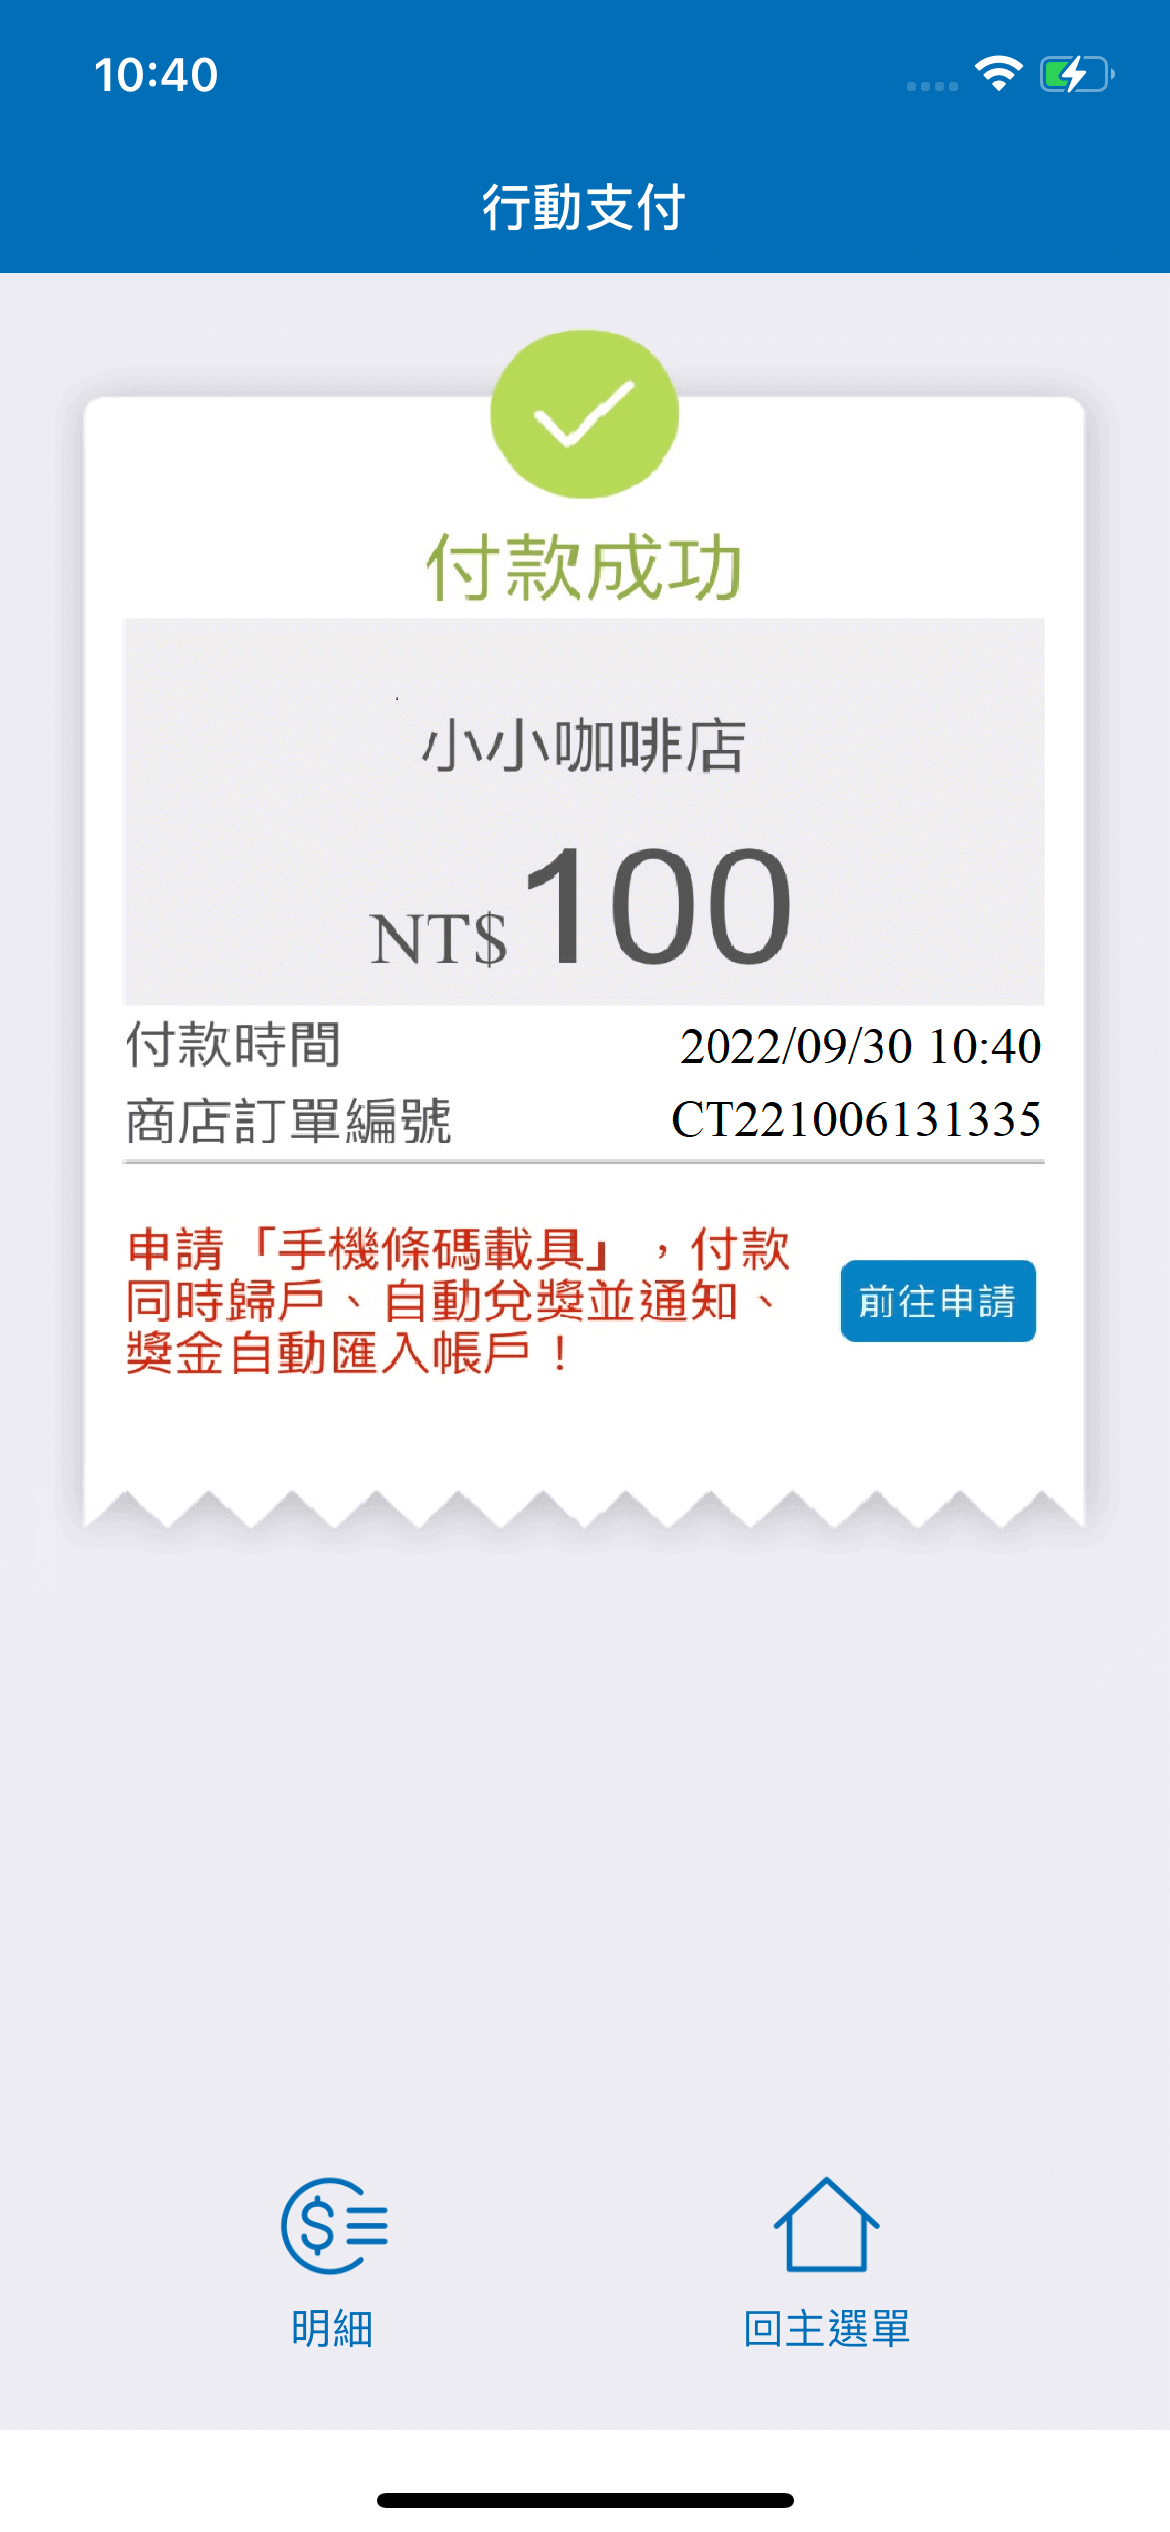 10:40
行動支付
付款成功
小小咖啡店
NT$100
付款時間 2022/09/30 10:40
商店訂單編號 CT221006131335
申請「手機條碼載具」,付款
同時歸戶、自動兌獎並通知、
獎金自動匯入帳戶!
前往申請
明細 回主選單